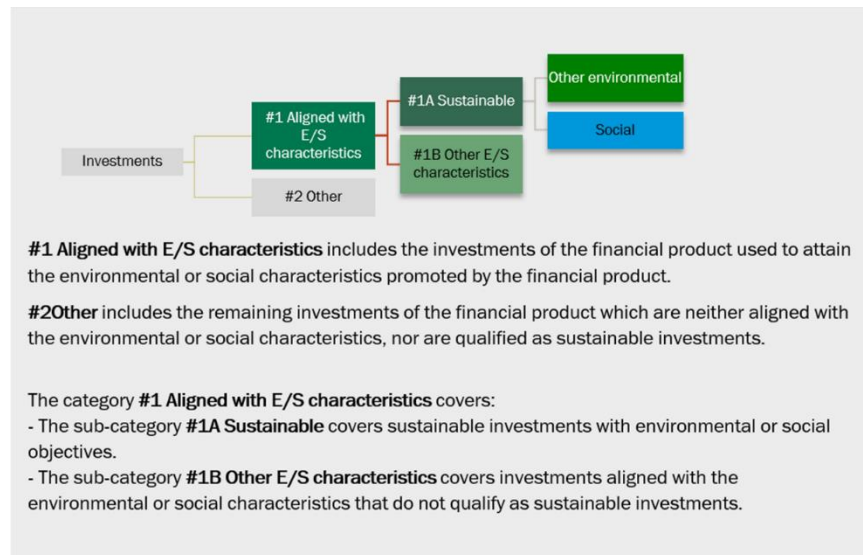 Other environmental
#1A Sustainable
#1 Aligned with
E/S
characteristics
Social
Investments
#1B Other E/S
characteristics
#2 Other
#1 Aligned with E/S characteristics includes the investments of the financial product used to attain
the environmental or social characteristics promoted by the financial product.
#2Other includes the remaining investments of the financial product which are neither aligned with
the environmental or social characteristics, nor are qualified as sustainable investments.
The category #1 Aligned with E/S characteristics covers:
- The sub-category #1A Sustainable covers sustainable investments with environmental or social
objectives.
- The sub-category #1B Other E/S characteristics covers investments aligned with the
environmental or social characteristics that do not qualify as sustainable investments.